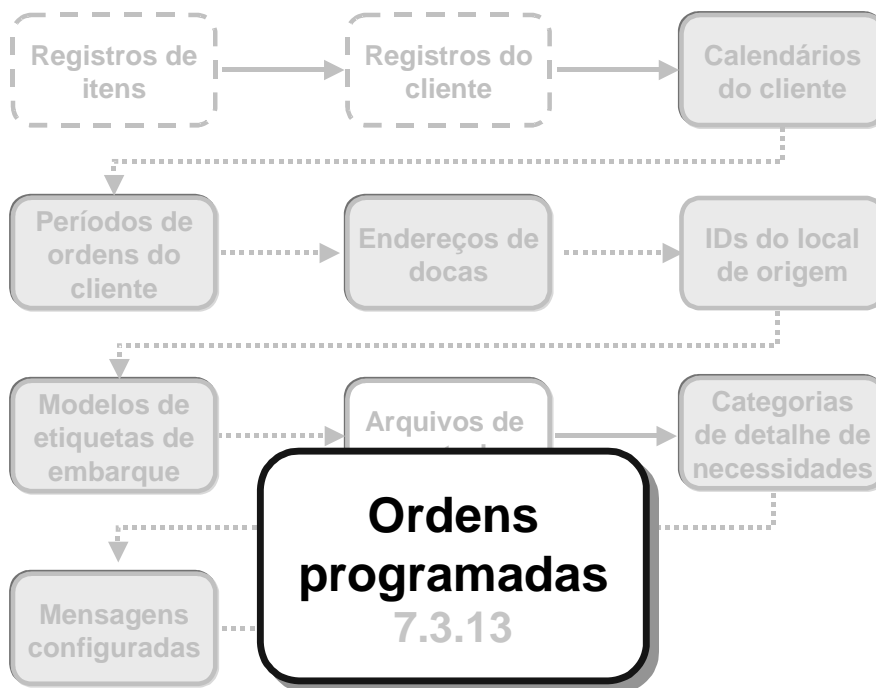 Registros de
itens
Registros do
cliente
Calendários
do cliente
Períodos de
ordens do
cliente
Endereços de
docas
IDs do local
de origem
Modelos de
etiquetas de
embarque
Arquivos de
Categorias
de detalhe de
necessidades
Mensagens
configuradas
Ordens
programadas
7.3.13